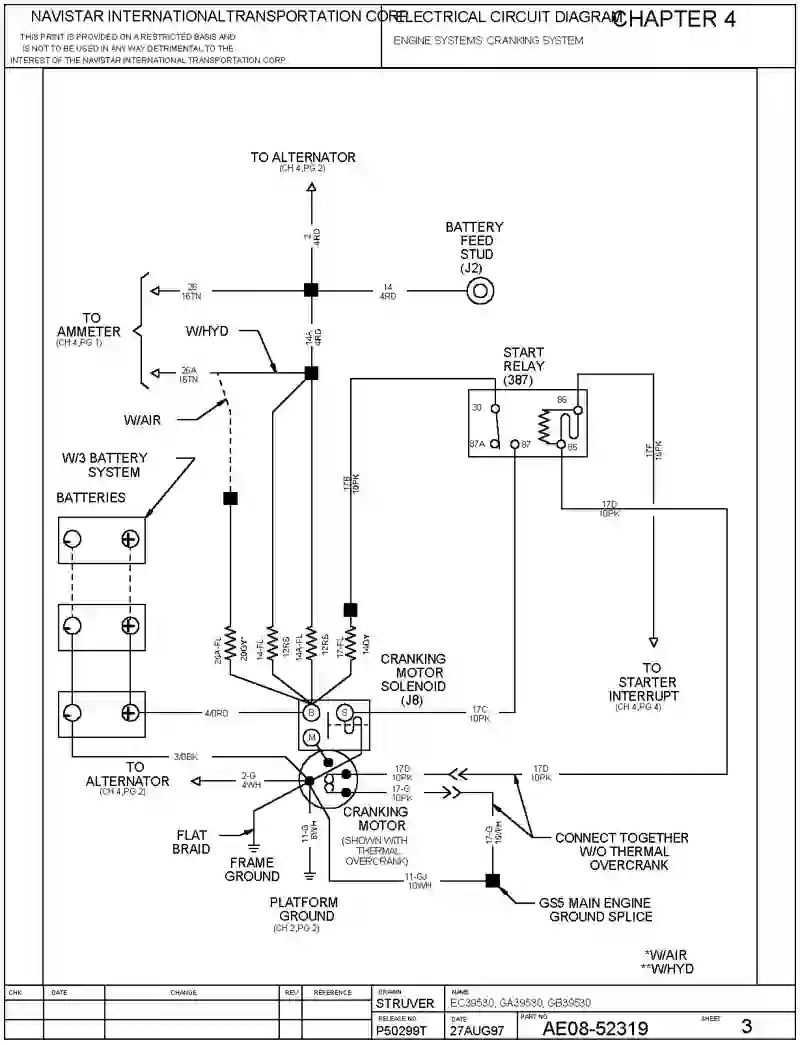 NAVISTAR INTERNATIONALTRANSPORTATION CORP.
THIS PRINT IS PROVIDED ON A RESTRICTED BASIS AND
IS NOT TO BE USED IN ANY WAY DETRIMENTAL TO THE
INTEREST OF THE NAVISTAR INTERNATIONAL TRANSPORTATION CORP.
ELECTRICAL CIRCUIT DIAGRAM
CHAPTER 4
ENGINE SYSTEMS: CRANKING SYSTEM
TO ALTERNATOR
(CH 4,PG 2)
2
4RD
BATTERY
FEED
STUD
(J2)
26
16TN
14
4RD
TO
AMMETER
(CH 4,PG 1)
W/HYD
14A
4RD
26A
16TN
START
RELAY
(387)
30
86
87A
87
85
W/AIR
W/3 BATTERY
SYSTEM
BATTERIES
17B
10PK
17E
16PK
17D
10PK
26A-FL
20GY*
14-FL
12RS
14A-FL
12RS
17-FL
14GY
CRANKING
MOTOR
SOLENOID
(J8)
TO
STARTER
INTERRUPT
(CH 4,PG 4)
4/0RD
B
S
M
17C
10PK
3/0BK
TO
ALTERNATOR
(CH 4,PG 2)
2-G
4WH
17D
10PK
17D
10PK
17-G
10PK
CRANKING
MOTOR
(SHOWN WITH
THERMAL
OVERCRANK)
11-G
8WH
17-G
16WH
FLAT
BRAID
FRAME
GROUND
CONNECT TOGETHER
W/O THERMAL
OVERCRANK
11-GJ
10WH
PLATFORM
GROUND
(CH 2,PG 2)
GS5 MAIN ENGINE
GROUND SPLICE
*W/AIR
**W/HYD
CHK
DATE
CHANGE
REV
REFERENCE
DRAWN
STRUVER
NAME
EC39530, GA39530, GB39530
RELEASE NO.
P50299T
DATE
27AUG97
PART NO.
AE08-52319
SHEET
3